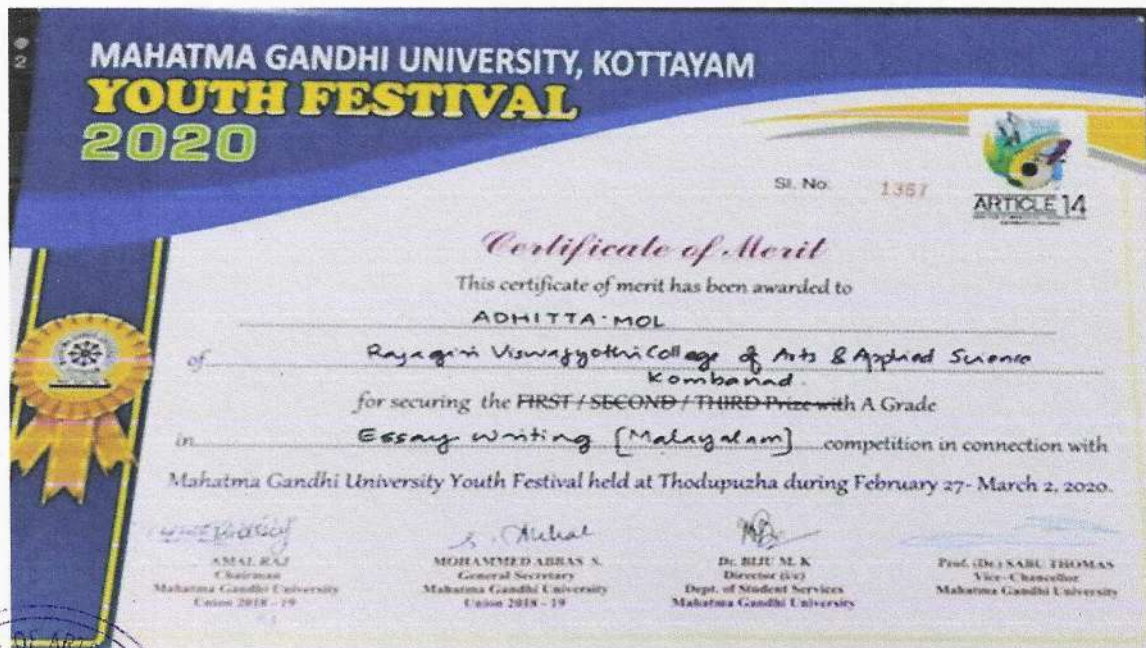 MAHATMA GANDHI UNIVERSITY, KOTTAYAM
YOUTH FESTIVAL
2020
Sl. No. 1367
ARTICLE 14
Certificate of Merit
This certificate of merit has been awarded to
ADHITTA·MOL
of Rajagiri Viswajyothi College of Arts & Applied Science
Kombanad.
for securing the FIRST / SECOND / THIRD Prize with A Grade
in Essay writing [Malayalam] competition in connection with
Mahatma Gandhi University Youth Festival held at Thodupuzha during February 27- March 2, 2020.
AMAL RAJ
Chairman
Mahatma Gandhi University
Union 2018 - 19
MOHAMMED ABBAS S.
General Secretary
Mahatma Gandhi University
Union 2018 - 19
Dr. BIJU M. K
Director (i/c)
Dept. of Student Services
Mahatma Gandhi University
Prof. (Dr.) SABU THOMAS
Vice-Chancellor
Mahatma Gandhi University
OF ARTS